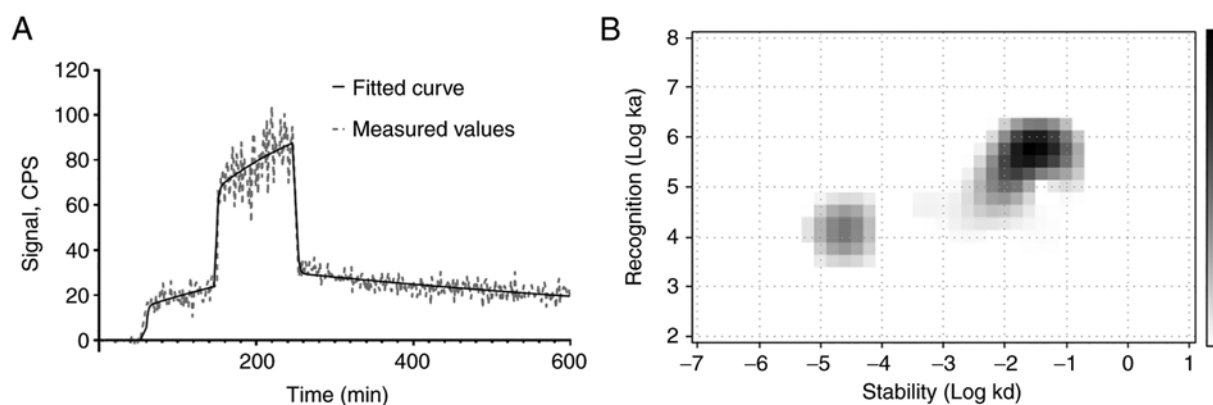 A
120
100
80
60
40
20
0
Signal, CPS
Fitted curve
Measured values
200 400 600
Time (min)
B
8
7
6
5
4
3
2
Recognition (Log ka)
–7 –6 –5 –4 –3 –2 –1 0 1
Stability (Log kd)